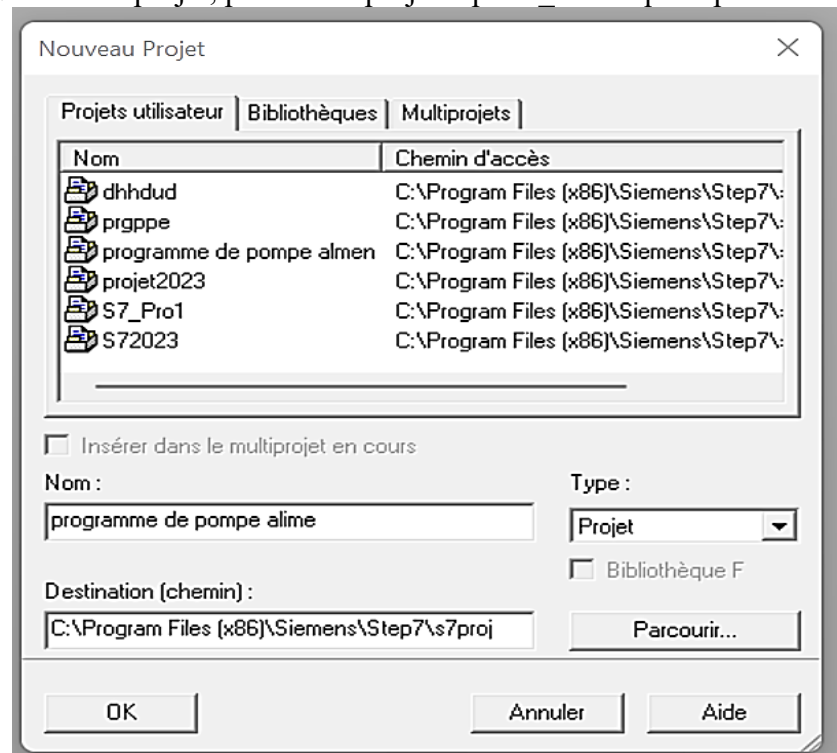 Nouveau Projet
Projets utilisateur Bibliothèques Multiprojets
Nom Chemin d'accès
dhhdud C:\Program Files (x86)\Siemens\Step7\
prgppe C:\Program Files (x86)\Siemens\Step7\
programme de pompe almen C:\Program Files (x86)\Siemens\Step7\
projet2023 C:\Program Files (x86)\Siemens\Step7\
S7_Pro1 C:\Program Files (x86)\Siemens\Step7\
S72023 C:\Program Files (x86)\Siemens\Step7\
Insérer dans le multiprojet en cours
Nom : Type :
programme de pompe alime Projet
Bibliothèque F
Destination (chemin) :
C:\Program Files (x86)\Siemens\Step7\s7proj Parcourir...
OK Annuler Aide